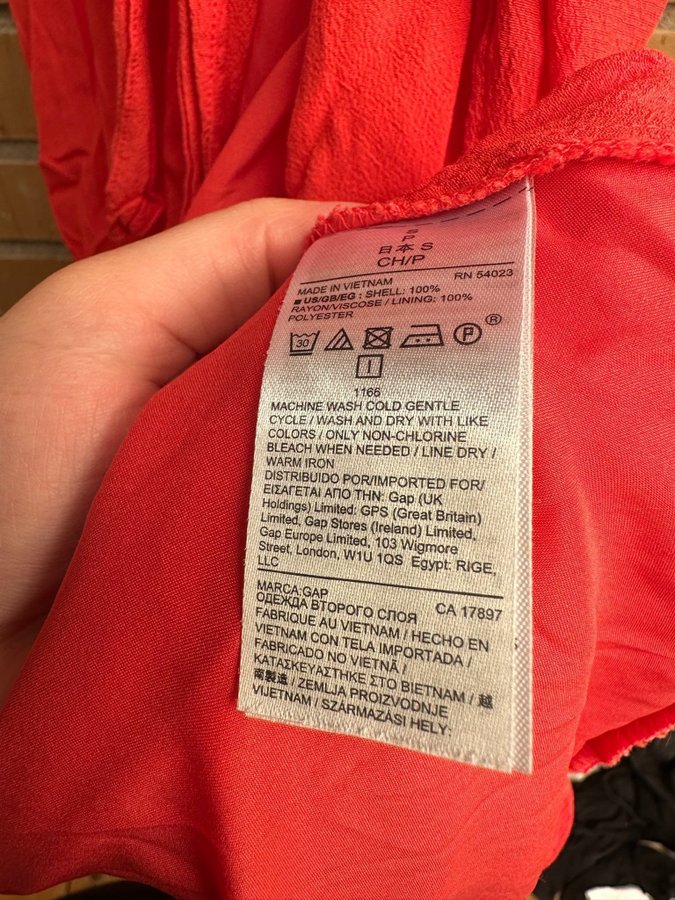 S
P
日本 S
CH/P
MADE IN VIETNAM RN 54023
■ US/GB/EG : SHELL: 100%
RAYON/VISCOSE / LINING: 100%
POLYESTER
30 P ®
I
1166
MACHINE WASH COLD GENTLE
CYCLE / WASH AND DRY WITH LIKE
COLORS / ONLY NON-CHLORINE
BLEACH WHEN NEEDED / LINE DRY /
WARM IRON
DISTRIBUIDO POR/IMPORTED FOR/
ΕΙΣΑΓΕΤΑΙ ΑΠΟ ΤΗΝ: Gap (UK
Holdings) Limited: GPS (Great Britain)
Limited, Gap Stores (Ireland) Limited,
Gap Europe Limited, 103 Wigmore
Street, London, W1U 1QS Egypt: RIGE,
LLC
MARCA:GAP CA 17897
ОДЕЖДА ВТОРОГО СЛОЯ
FABRIQUE AU VIETNAM / HECHO EN
VIETNAM CON TELA IMPORTADA /
FABRICADO NO VIETNÃ /
ΚΑΤΑΣΚΕΥΑΣΤΗΚΕ ΣΤΟ ΒΙΕΤΝΑΜ / 越
南製造 / ZEMLJA PROIZVODNJE
VIJETNAM / SZÁRMAZÁSI HELY: